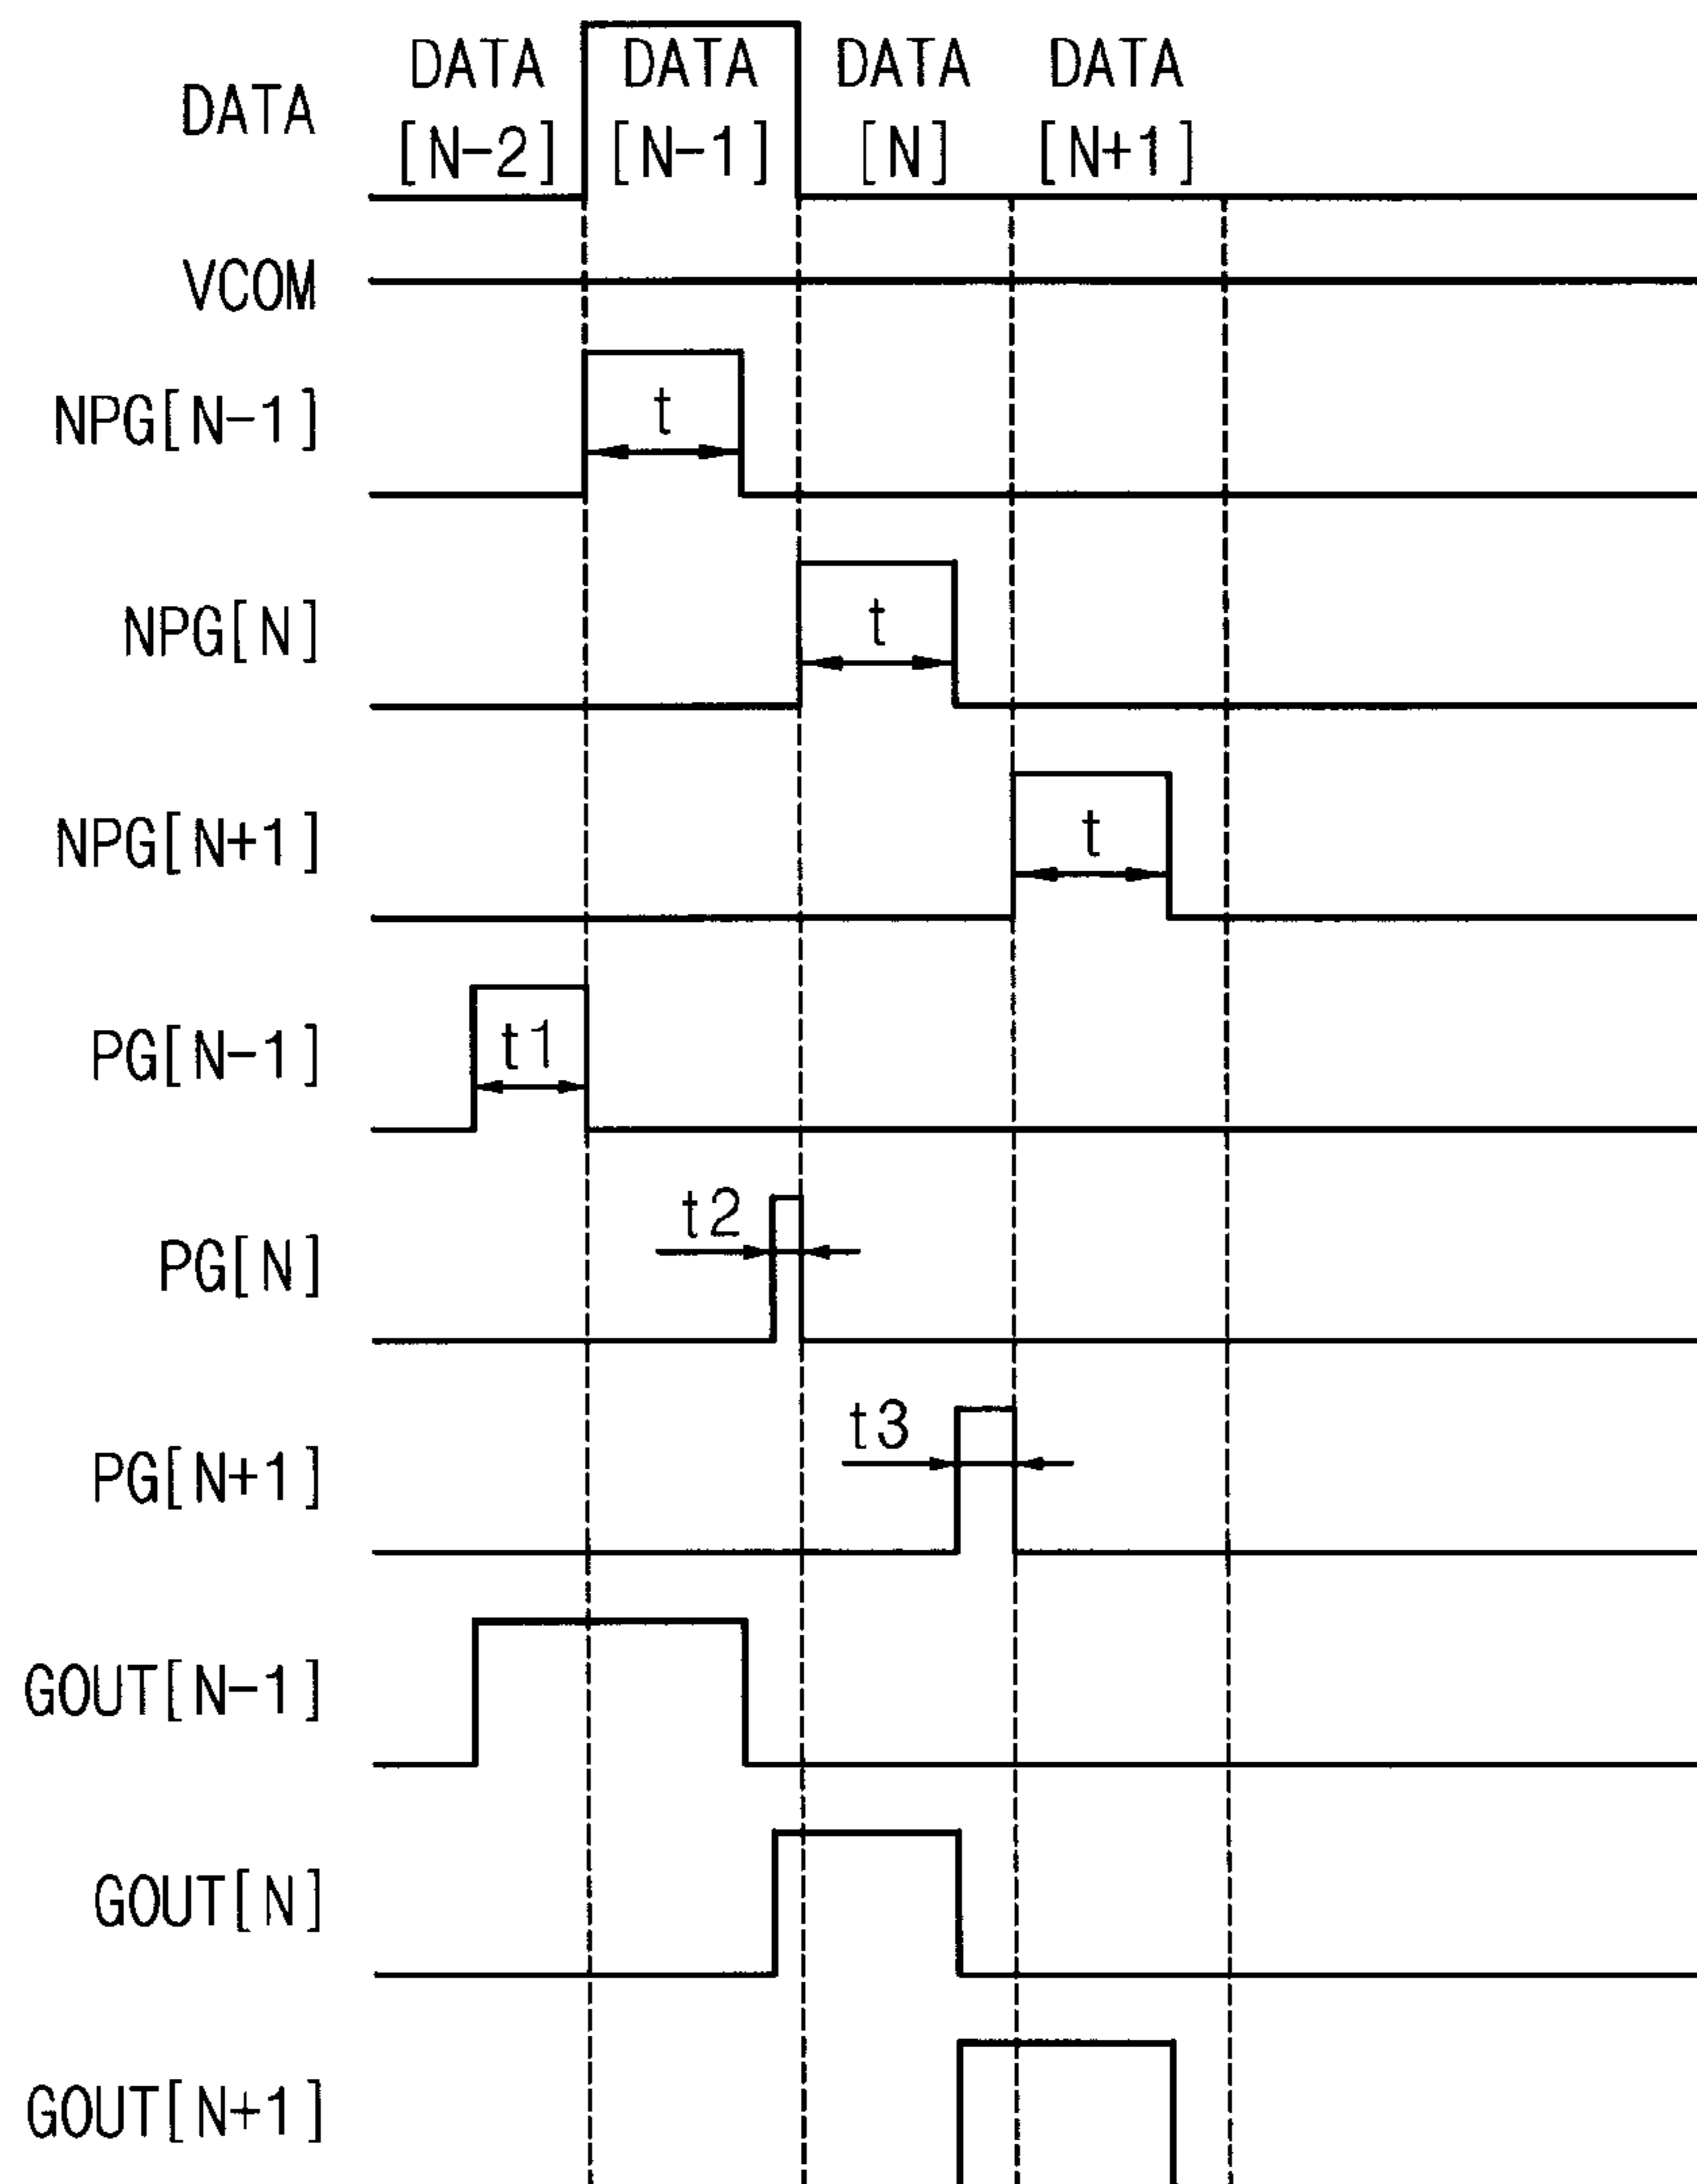 DATA
DATA
[N-2]
DATA
[N-1]
DATA
[N]
DATA
[N+1]
VCOM
NPG[N-1]
t
NPG[N]
t
NPG[N+1]
t
PG[N-1]
t1
PG[N]
t2
PG[N+1]
t3
GOUT[N-1]
GOUT[N]
GOUT[N+1]